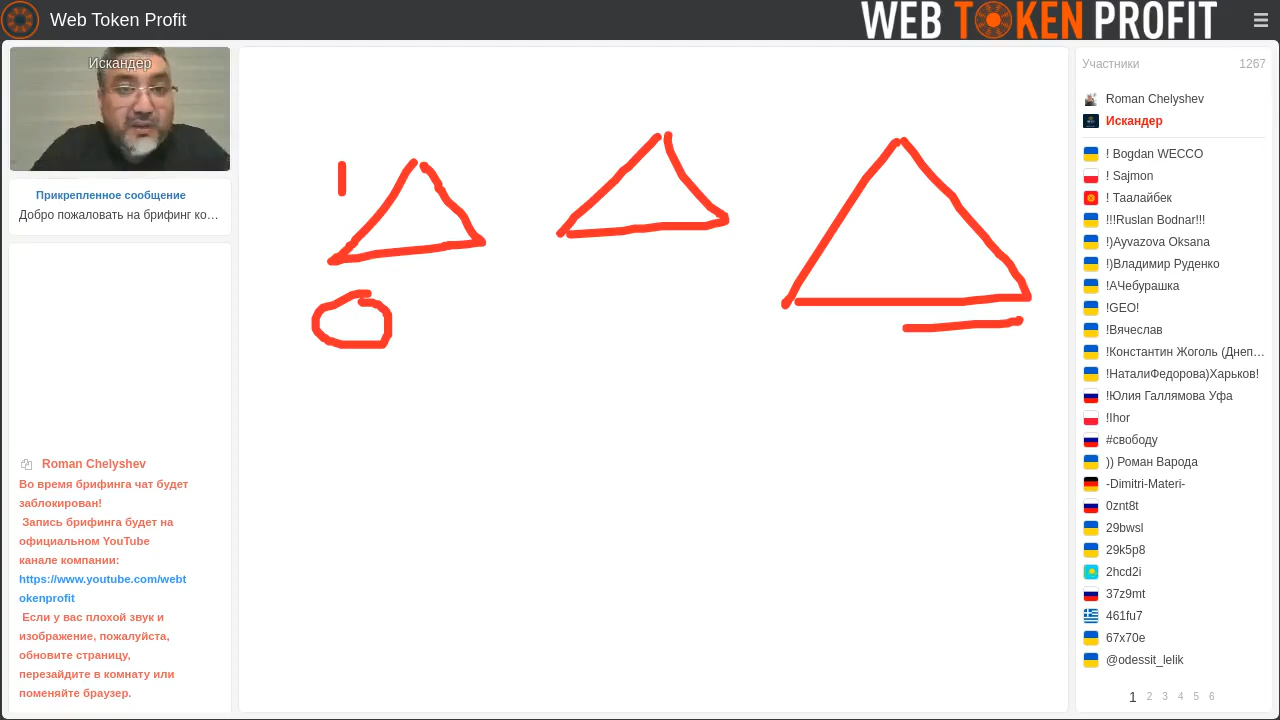 Web Token Profit
WEB TOKEN PROFIT
Искандер
Прикрепленное сообщение
Добро пожаловать на брифинг ко…
Roman Chelyshev
Во время брифинга чат будет
заблокирован!
Запись брифинга будет на
официальном YouTube
канале компании:
https://www.youtube.com/webt
okenprofit
Если у вас плохой звук и
изображение, пожалуйста,
обновите страницу,
перезайдите в комнату или
поменяйте браузер.
Участники 1267
Roman Chelyshev
Искандер
! Bogdan WECCO
! Sajmon
! Таалайбек
!!!Ruslan Bodnar!!!
!)Ayvazova Oksana
!)Владимир Руденко
!АЧебурашка
!GEO!
!Вячеслав
!Константин Жоголь (Днеп…
!НаталиФедорова)Харьков!
!Юлия Галлямова Уфа
!Ihor
#свободу
)) Роман Варода
-Dimitri-Materi-
0znt8t
29bwsl
29k5p8
2hcd2i
37z9mt
461fu7
67x70e
@odessit_lelik
1 2 3 4 5 6